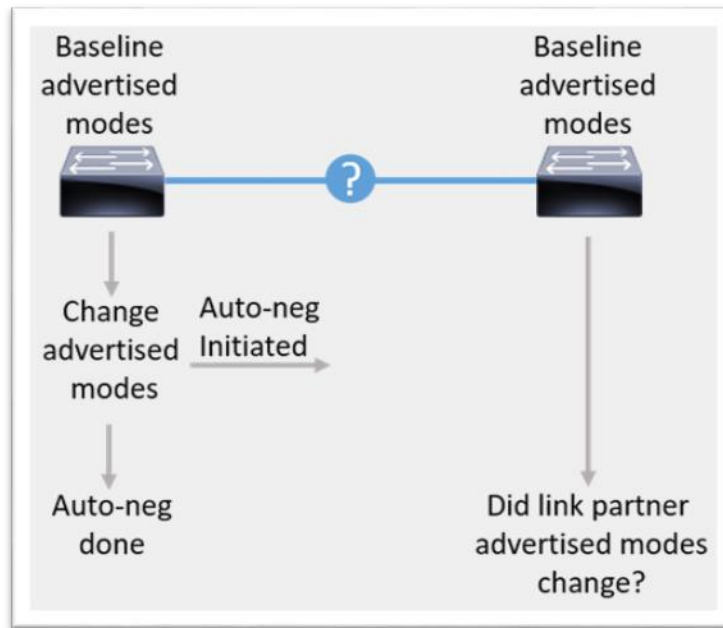 Baseline
advertised
modes
Baseline
advertised
modes
?
Change
advertised
modes
Auto-neg
Initiated
Auto-neg
done
Did link partner
advertised modes
change?